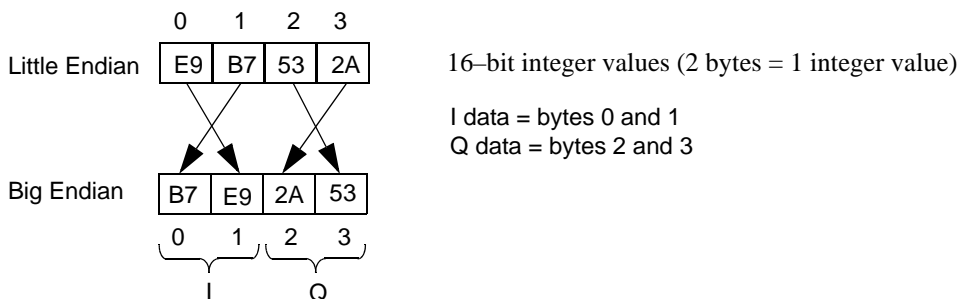 0 1 2 3
Little Endian E9 B7 53 2A
16–bit integer values (2 bytes = 1 integer value)
I data = bytes 0 and 1
Q data = bytes 2 and 3
Big Endian B7 E9 2A 53
0 1 2 3
I Q